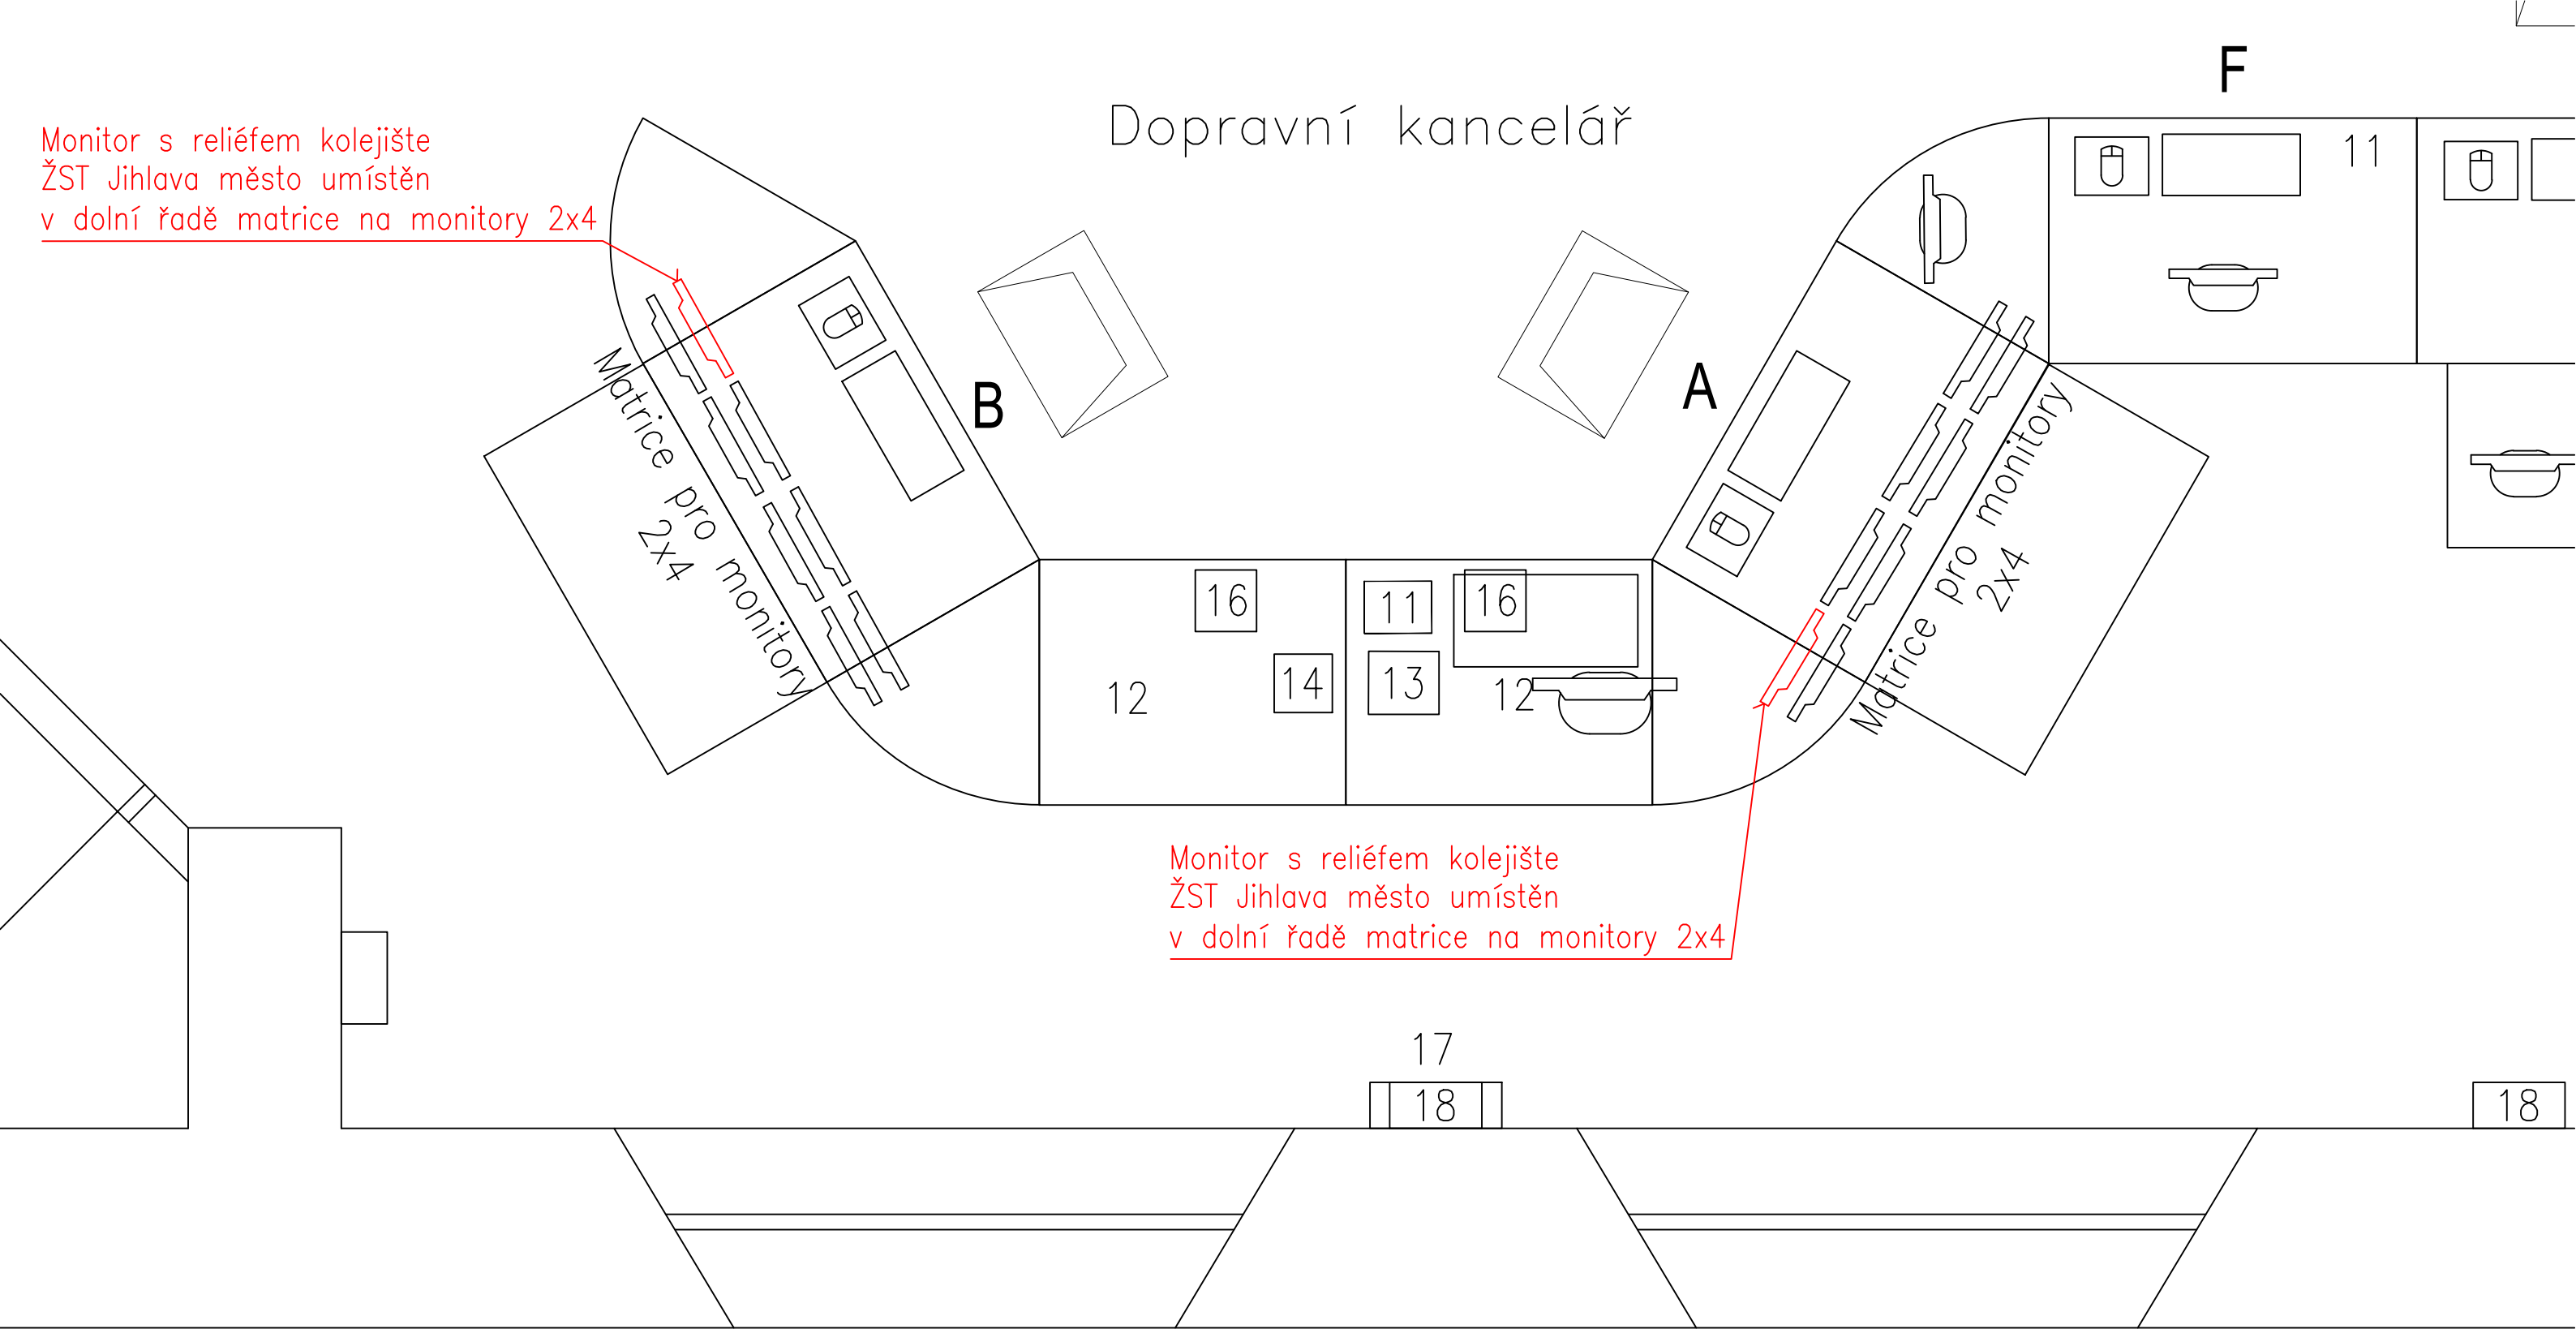 F
Dopravní kancelář
Monitor s reliéfem kolejište
ŽST Jihlava město umístěn
v dolní řadě matrice na monitory 2x4
11
B
A
Matrice pro monitory
2x4
Matrice pro monitory
2x4
16
11
16
14
13
12
12
Monitor s reliéfem kolejište
ŽST Jihlava město umístěn
v dolní řadě matrice na monitory 2x4
17
18
18